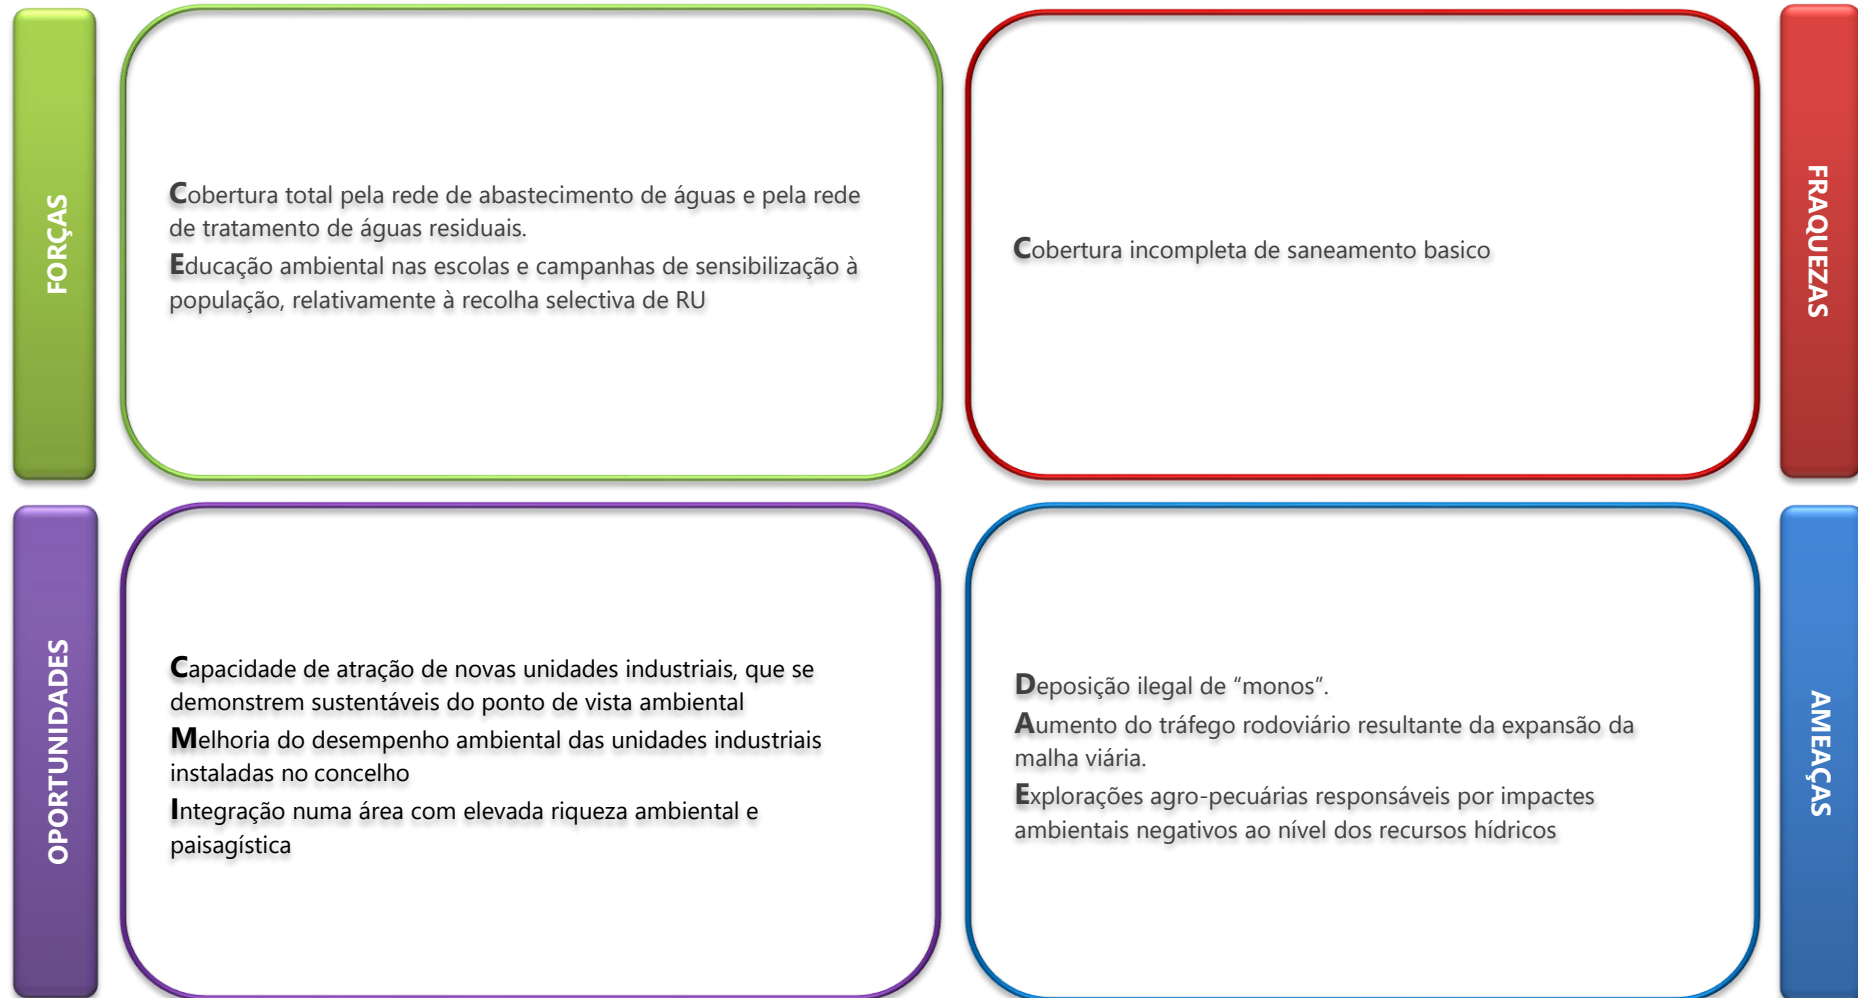 FORÇAS
Cobertura total pela rede de abastecimento de águas e pela rede
de tratamento de águas residuais.
Educação ambiental nas escolas e campanhas de sensibilização à
população, relativamente à recolha selectiva de RU
Cobertura incompleta de saneamento basico
FRAQUEZAS
OPORTUNIDADES
Capacidade de atração de novas unidades industriais, que se
demonstrem sustentáveis do ponto de vista ambiental
Melhoria do desempenho ambiental das unidades industriais
instaladas no concelho
Integração numa área com elevada riqueza ambiental e
paisagística
Deposição ilegal de “monos”.
Aumento do tráfego rodoviário resultante da expansão da
malha viária.
Explorações agro-pecuárias responsáveis por impactes
ambientais negativos ao nível dos recursos hídricos
AMEAÇAS